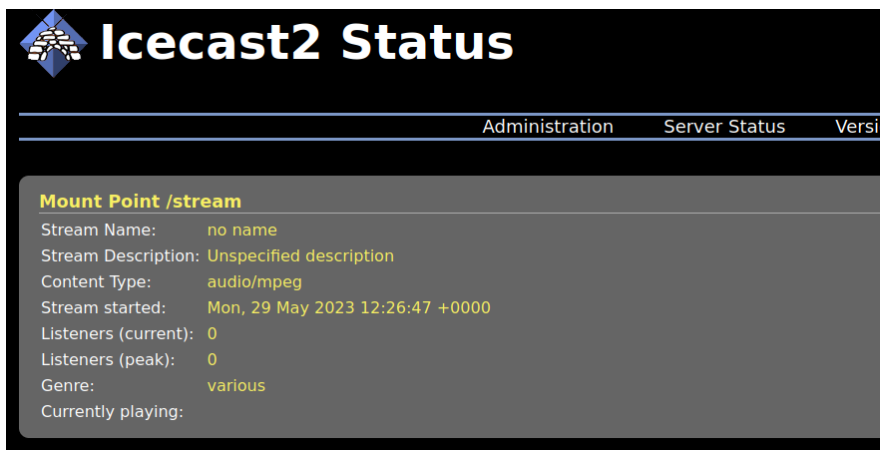 Icecast2 Status
Administration Server Status Versi
Mount Point /stream
Stream Name: no name
Stream Description: Unspecified description
Content Type: audio/mpeg
Stream started: Mon, 29 May 2023 12:26:47 +0000
Listeners (current): 0
Listeners (peak): 0
Genre: various
Currently playing: